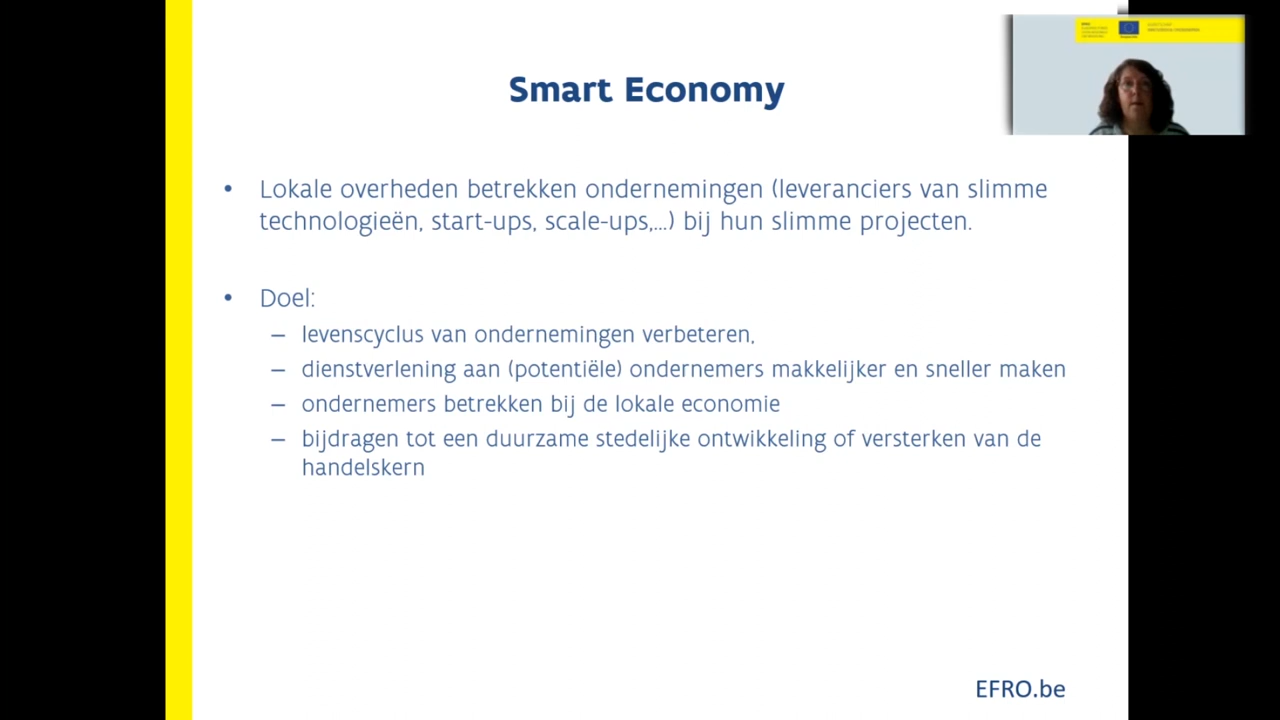 Smart Economy
• Lokale overheden betrekken ondernemingen (leveranciers van slimme
technologieën, start-ups, scale-ups,...) bij hun slimme projecten.
• Doel:
– levenscyclus van ondernemingen verbeteren,
– dienstverlening aan (potentiële) ondernemers makkelijker en sneller maken
– ondernemers betrekken bij de lokale economie
– bijdragen tot een duurzame stedelijke ontwikkeling of versterken van de
handelskern
EFRO.be